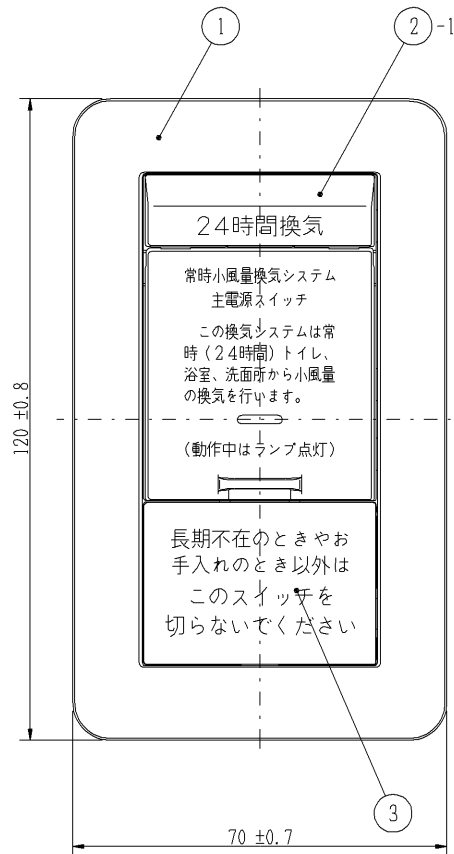 1
2-1
24時間換気
常時小風量換気システム
主電源スイッチ
この換気システムは常
時（24時間）トイレ、
浴室、洗面所から小風量
の換気を行います。
（動作中はランプ点灯）
長期不在のときやお
手入れのとき以外は
このスイッチを
切らないでください
120 ±0.8
3
70 ±0.7